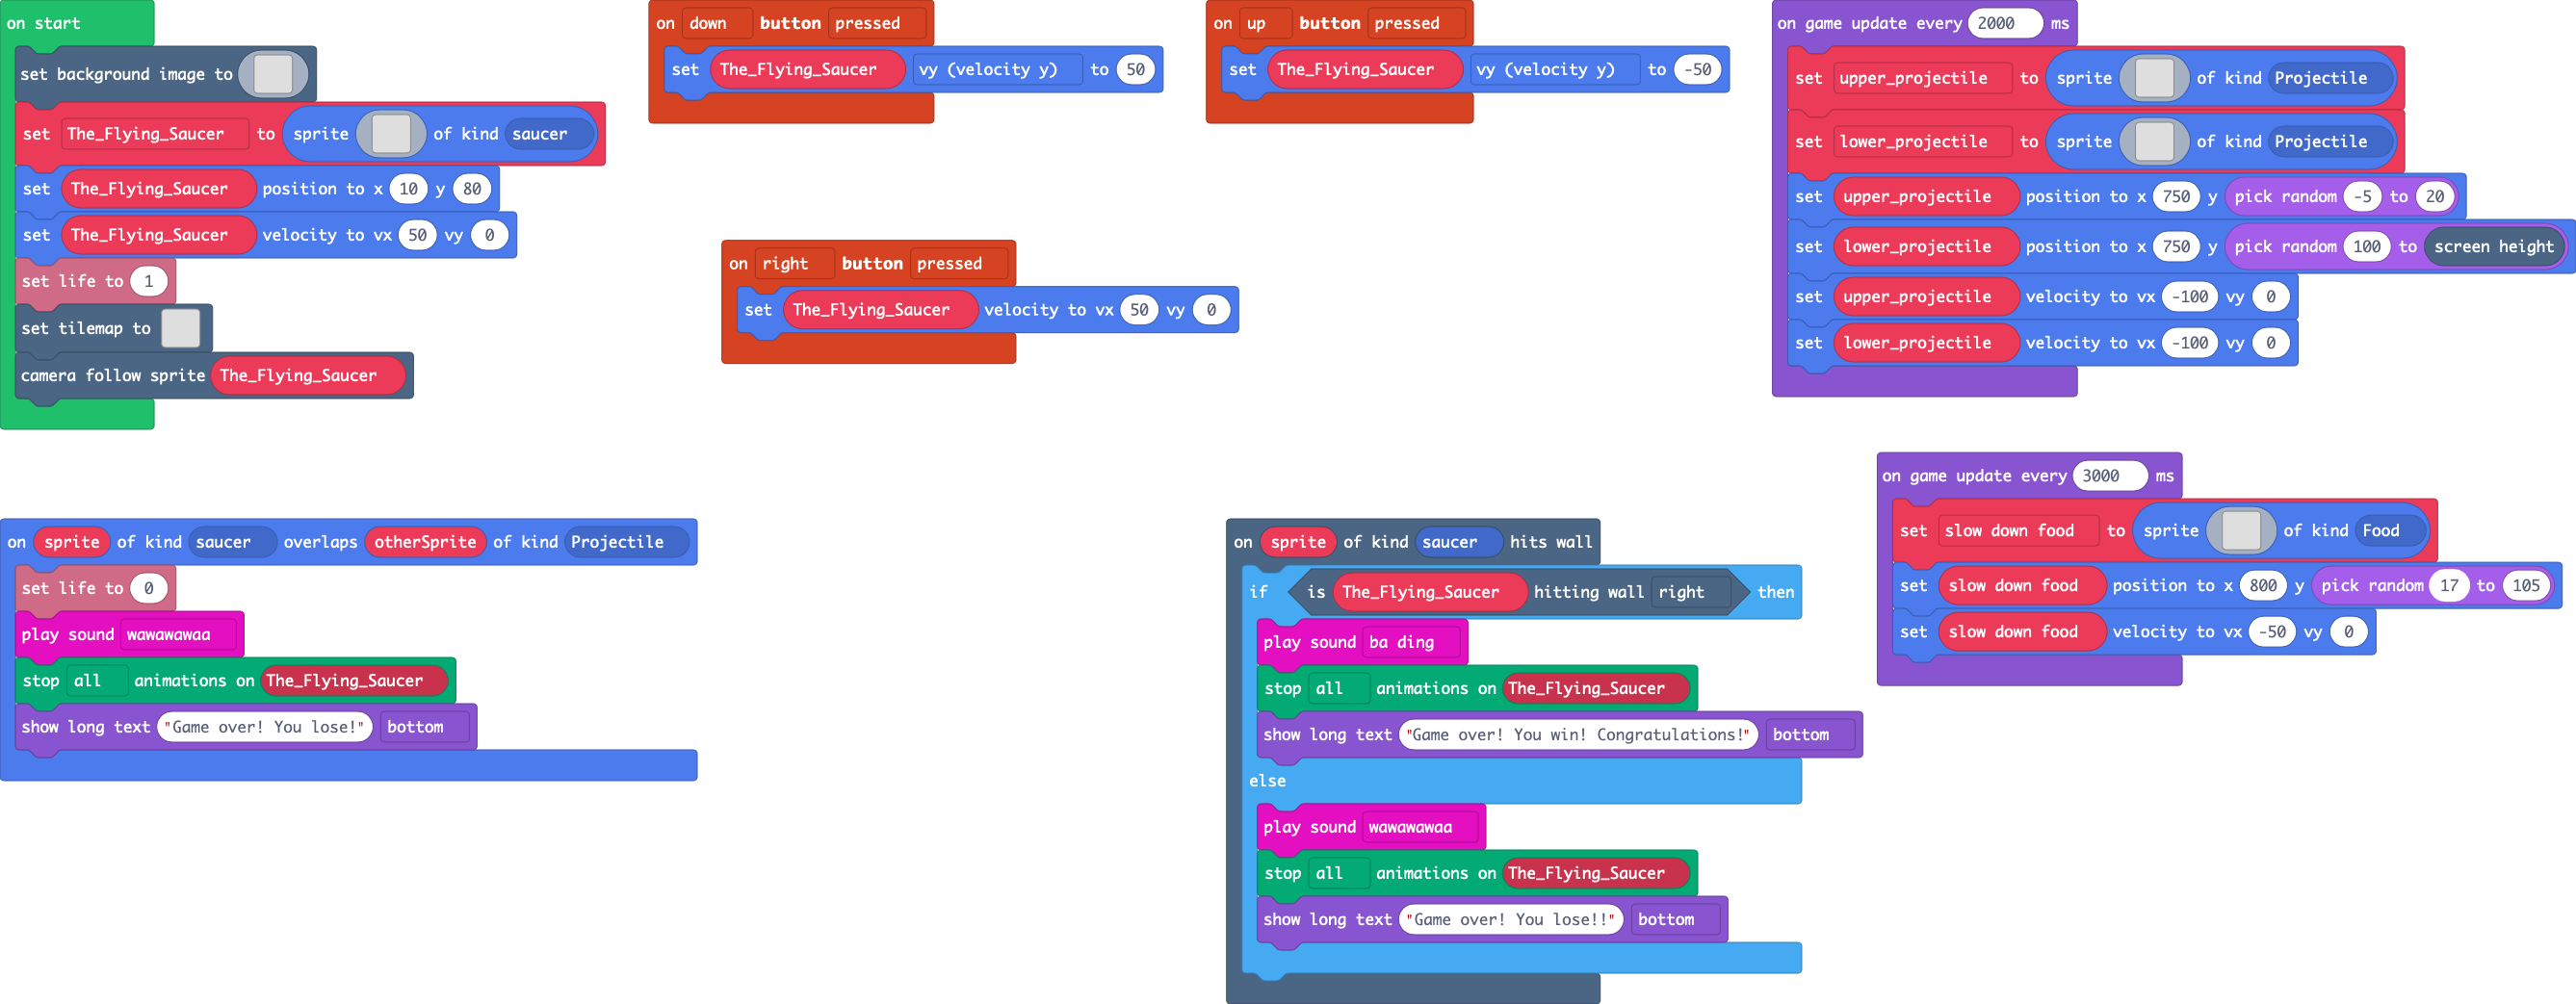 on start
set background image to
set The_Flying_Saucer to sprite of kind saucer
set The_Flying_Saucer position to x 10 y 80
set The_Flying_Saucer velocity to vx 50 vy 0
set life to 1
set tilemap to
camera follow sprite The_Flying_Saucer
on down button pressed
set The_Flying_Saucer vy (velocity y) to 50
on up button pressed
set The_Flying_Saucer vy (velocity y) to -50
on right button pressed
set The_Flying_Saucer velocity to vx 50 vy 0
on game update every 2000 ms
set upper_projectile to sprite of kind Projectile
set lower_projectile to sprite of kind Projectile
set upper_projectile position to x 750 y pick random -5 to 20
set lower_projectile position to x 750 y pick random 100 to screen height
set upper_projectile velocity to vx -100 vy 0
set lower_projectile velocity to vx -100 vy 0
on sprite of kind saucer overlaps otherSprite of kind Projectile
set life to 0
play sound wawawawaa
stop all animations on The_Flying_Saucer
show long text "Game over! You lose!" bottom
on sprite of kind saucer hits wall
if is The_Flying_Saucer hitting wall right then
play sound ba ding
stop all animations on The_Flying_Saucer
show long text "Game over! You win! Congratulations!" bottom
else
play sound wawawawaa
stop all animations on The_Flying_Saucer
show long text "Game over! You lose!!" bottom
on game update every 3000 ms
set slow down food to sprite of kind Food
set slow down food position to x 800 y pick random 17 to 105
set slow down food velocity to vx -50 vy 0